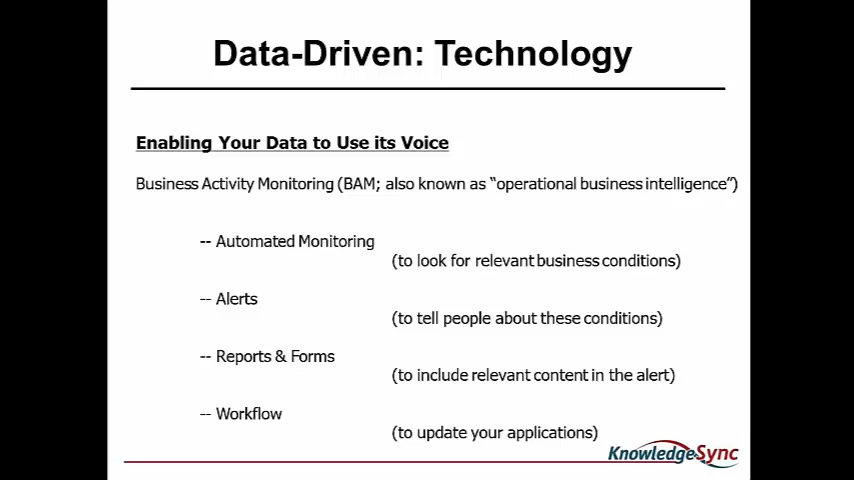 Data-Driven: Technology
Enabling Your Data to Use its Voice
Business Activity Monitoring (BAM; also known as “operational business intelligence”)
-- Automated Monitoring
(to look for relevant business conditions)
-- Alerts
(to tell people about these conditions)
-- Reports & Forms
(to include relevant content in the alert)
-- Workflow
(to update your applications)
KnowledgeSync